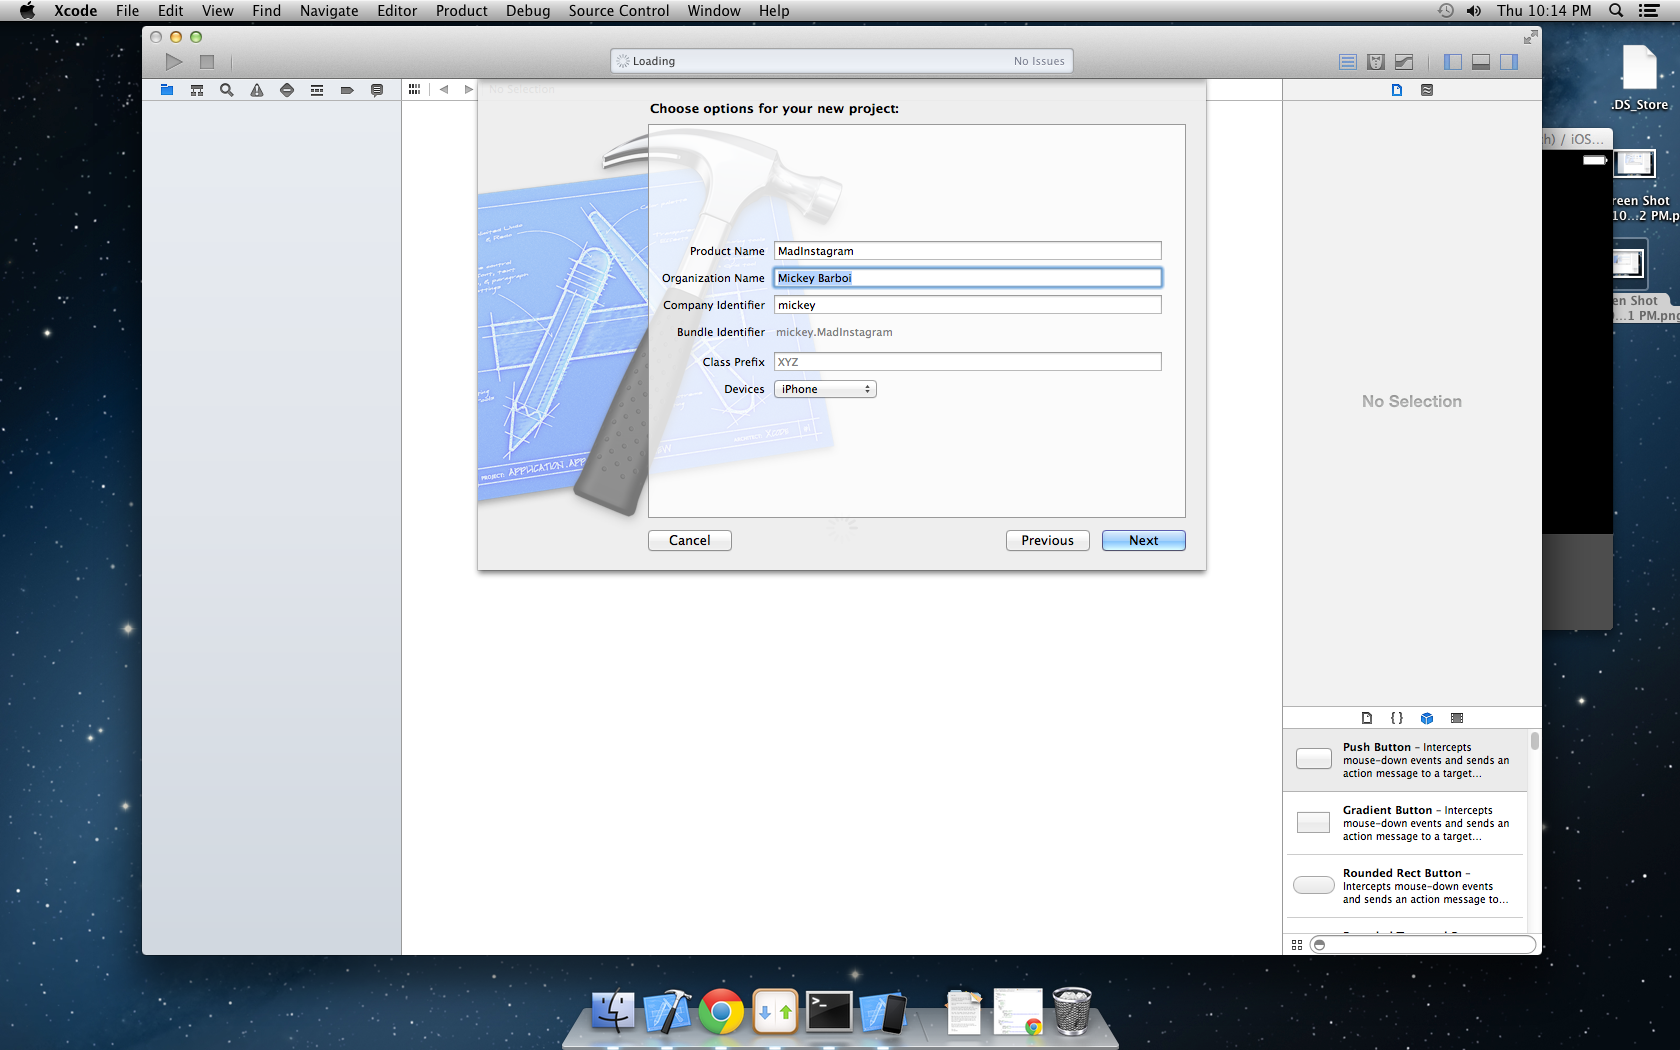 Xcode File Edit View Find Navigate Editor Product Debug Source Control Window Help Thu 10:14 PM
Loading No Issues
No Selection
Choose options for your new project:
Product Name MadInstagram
Organization Name Mickey Barboi
Company Identifier mickey
Bundle Identifier mickey.MadInstagram
Class Prefix XYZ
Devices iPhone
PROJECT: APPLICATION.APP
Cancel Previous Next
No Selection
Push Button - Intercepts
mouse-down events and sends an
action message to a target...
Gradient Button - Intercepts
mouse-down events and sends an
action message to a target...
Rounded Rect Button -
Intercepts mouse-down events
and sends an action message to...
.DS_Store
h) / iOS...
reen Shot
10...2 PM.p
en Shot
...1 PM.png